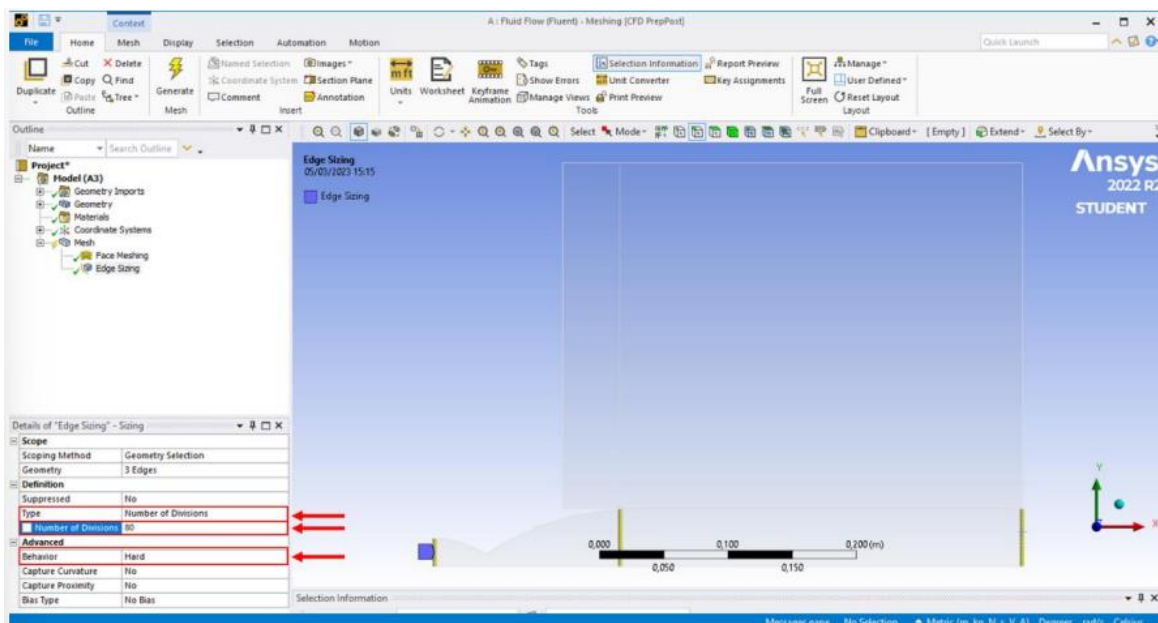 Context
A : Fluid Flow (Fluent) - Meshing [CFD PrepPost]
File Home Mesh Display Selection Automation Motion
Quick Launch
Duplicate
Cut
Copy
Paste
Delete
Find
Tree
Outline
Generate
Mesh
Named Selection
Coordinate System
Comment
Images
Section Plane
Annotation
Insert
Units
Worksheet
Keyframe
Animation
Tags
Show Errors
Manage Views
Selection Information
Unit Converter
Print Preview
Report Preview
Key Assignments
Tools
Full
Screen
Manage
User Defined
Reset Layout
Layout
Outline
Select Mode Clipboard [ Empty ] Extend Select By
Name Search Outline
Project*
Model (A3)
Geometry Imports
Geometry
Materials
Coordinate Systems
Mesh
Face Meshing
Edge Sizing
Edge Sizing
05/03/2023 15:15
Edge Sizing
Ansys
2022 R2
STUDENT
Details of "Edge Sizing" - Sizing
Scope
Scoping Method Geometry Selection
Geometry 3 Edges
Definition
Suppressed No
Type Number of Divisions
Number of Divisions 80
Advanced
Behavior Hard
Capture Curvature No
Capture Proximity No
Bias Type No Bias
Y
X
0,000 0,100 0,200 (m)
0,050 0,150
Selection Information
Messages pane No Selection Metric (m, kg, N, s, V, A) Degrees rad/s Celsius